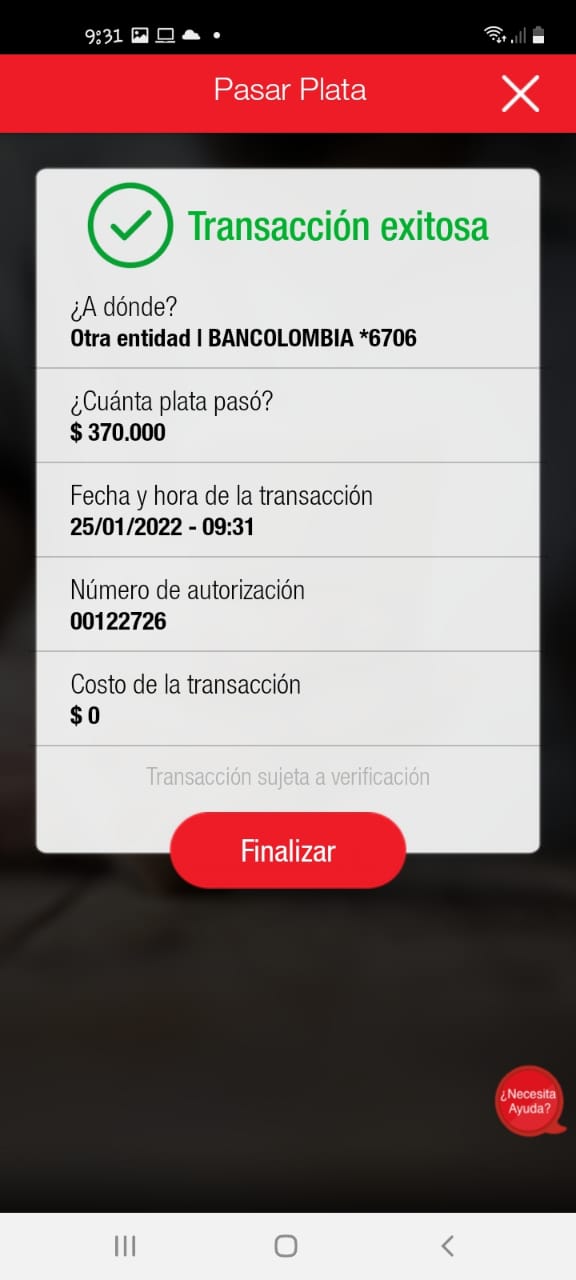 9:31
Pasar Plata
Transacción exitosa
¿A dónde?
Otra entidad | BANCOLOMBIA *6706
¿Cuánta plata pasó?
$ 370.000
Fecha y hora de la transacción
25/01/2022 - 09:31
Número de autorización
00122726
Costo de la transacción
$ 0
Transacción sujeta a verificación
Finalizar
¿Necesita
Ayuda?